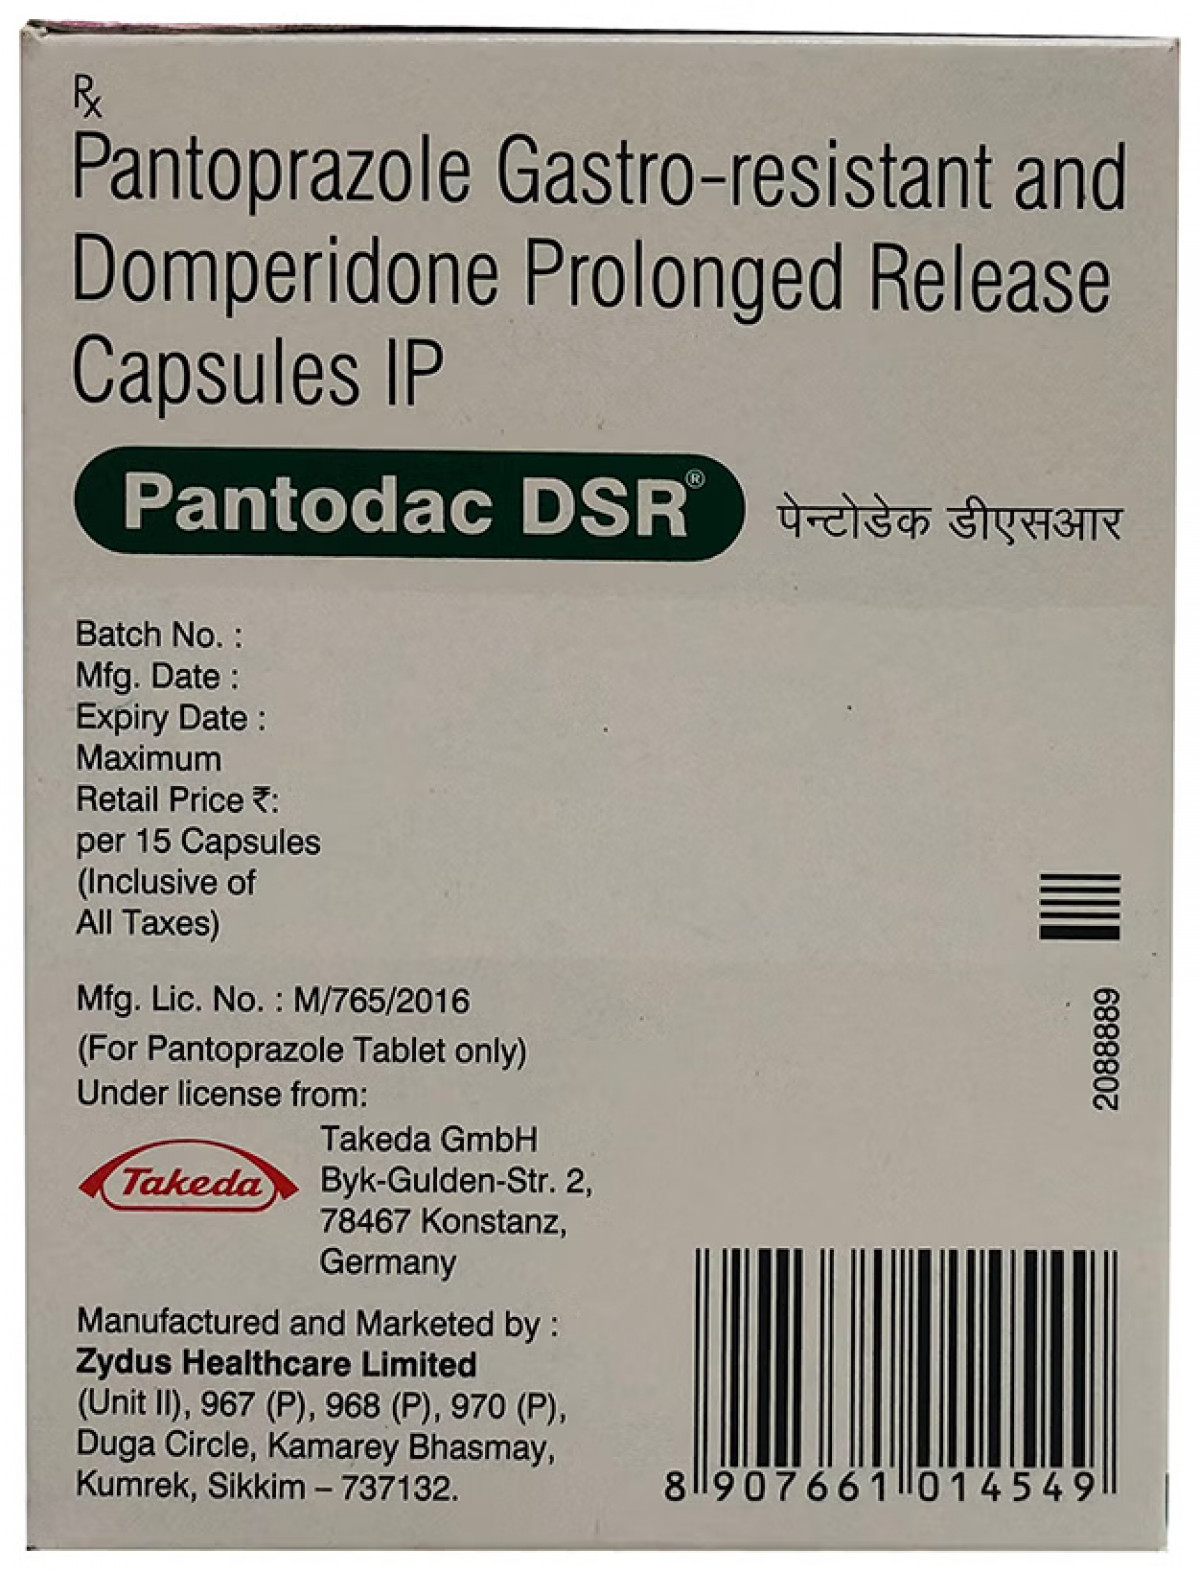 Rx
Pantoprazole Gastro-resistant and
Domperidone Prolonged Release
Capsules IP
Pantodac DSR® पेन्टोडेक डीएसआर
Batch No. :
Mfg. Date :
Expiry Date :
Maximum
Retail Price ₹:
per 15 Capsules
(Inclusive of
All Taxes)
Mfg. Lic. No. : M/765/2016
(For Pantoprazole Tablet only)
Under license from:
Takeda
Takeda GmbH
Byk-Gulden-Str. 2,
78467 Konstanz,
Germany
Manufactured and Marketed by :
Zydus Healthcare Limited
(Unit II), 967 (P), 968 (P), 970 (P),
Duga Circle, Kamarey Bhasmay,
Kumrek, Sikkim – 737132.
2088889
8 907661 014549